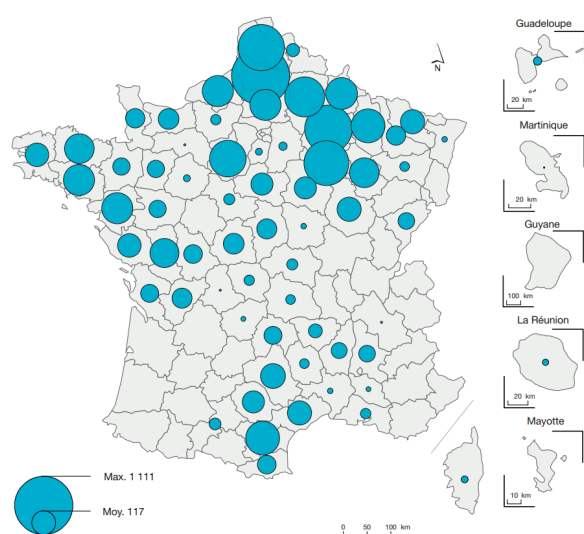 Guadeloupe
N
20 km
Martinique
20 km
Guyane
100 km
La Réunion
20 km
Mayotte
10 km
Max. 1 111
Moy. 117
0 50 100 km